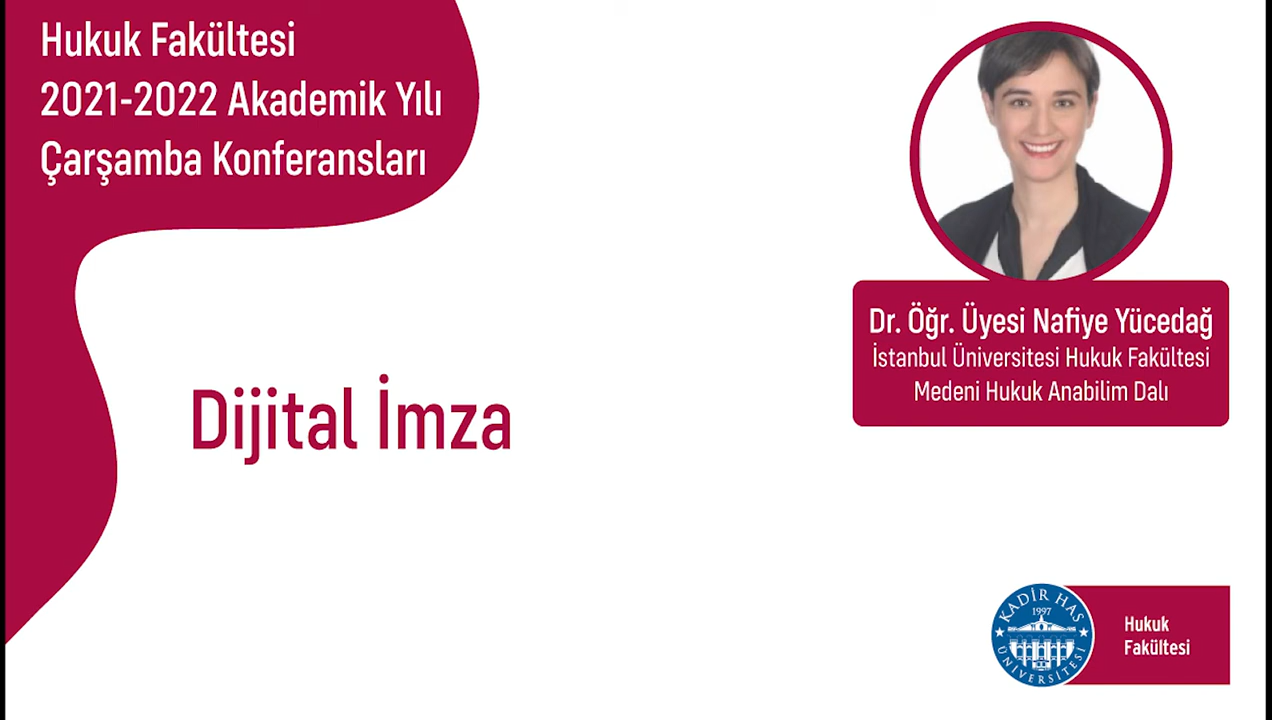 Hukuk Fakültesi
2021-2022 Akademik Yılı
Çarşamba Konferansları
Dr. Öğr. Üyesi Nafiye Yücedağ
İstanbul Üniversitesi Hukuk Fakültesi
Medeni Hukuk Anabilim Dalı
Dijital İmza
KADİR HAS
1997
ÜNİVERSİTESİ
Hukuk
Fakültesi